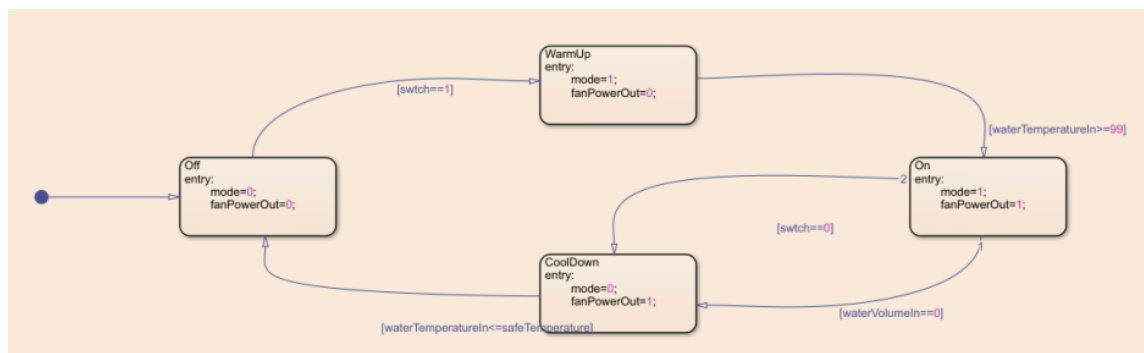 WarmUp
entry:
mode=1;
fanPowerOut=0;
[swtch==1]
[waterTemperatureIn>=99]
Off
entry:
mode=0;
fanPowerOut=0;
On
2 entry:
mode=1;
fanPowerOut=1;
[swtch==0]
1
CoolDown
entry:
mode=0;
fanPowerOut=1;
[waterVolumeIn==0]
[waterTemperatureIn<=safeTemperature]